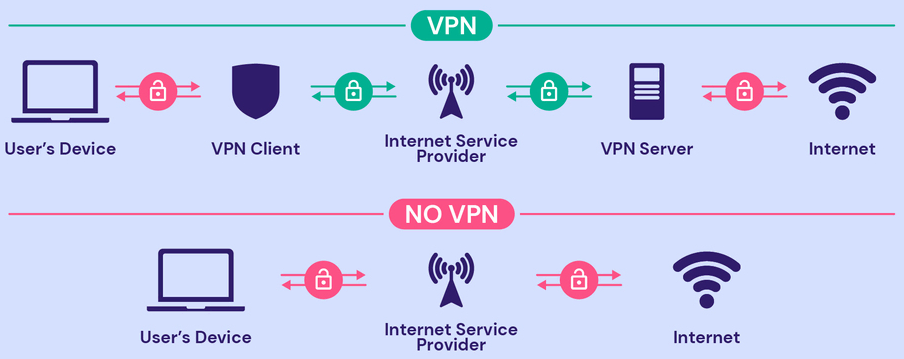 VPN
User's Device
VPN Client
Internet Service
Provider
VPN Server
Internet
NO VPN
User's Device
Internet Service
Provider
Internet